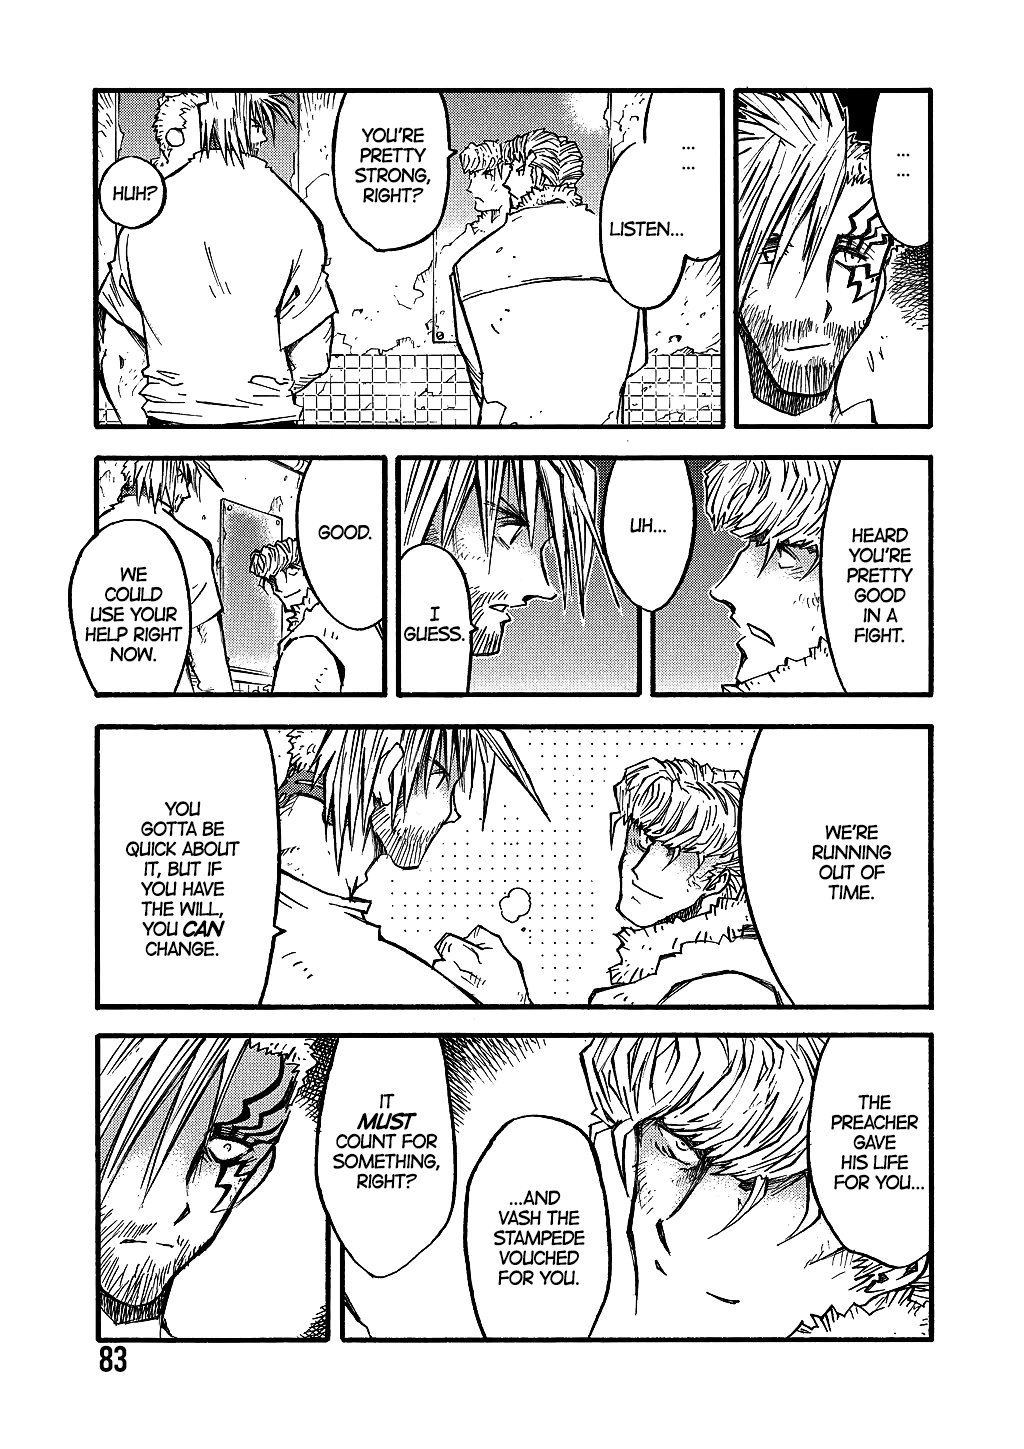 ...
...
...
...
LISTEN...
YOU'RE
PRETTY
STRONG,
RIGHT?
HUH?
HEARD
YOU'RE
PRETTY
GOOD
IN A
FIGHT.
UH...
I
GUESS.
GOOD.
WE
COULD
USE YOUR
HELP RIGHT
NOW.
WE'RE
RUNNING
OUT OF
TIME.
YOU
GOTTA BE
QUICK ABOUT
IT, BUT IF
YOU HAVE
THE WILL,
YOU CAN
CHANGE.
THE
PREACHER
GAVE
HIS LIFE
FOR YOU...
...AND
VASH THE
STAMPEDE
VOUCHED
FOR YOU.
IT
MUST
COUNT FOR
SOMETHING,
RIGHT?
83